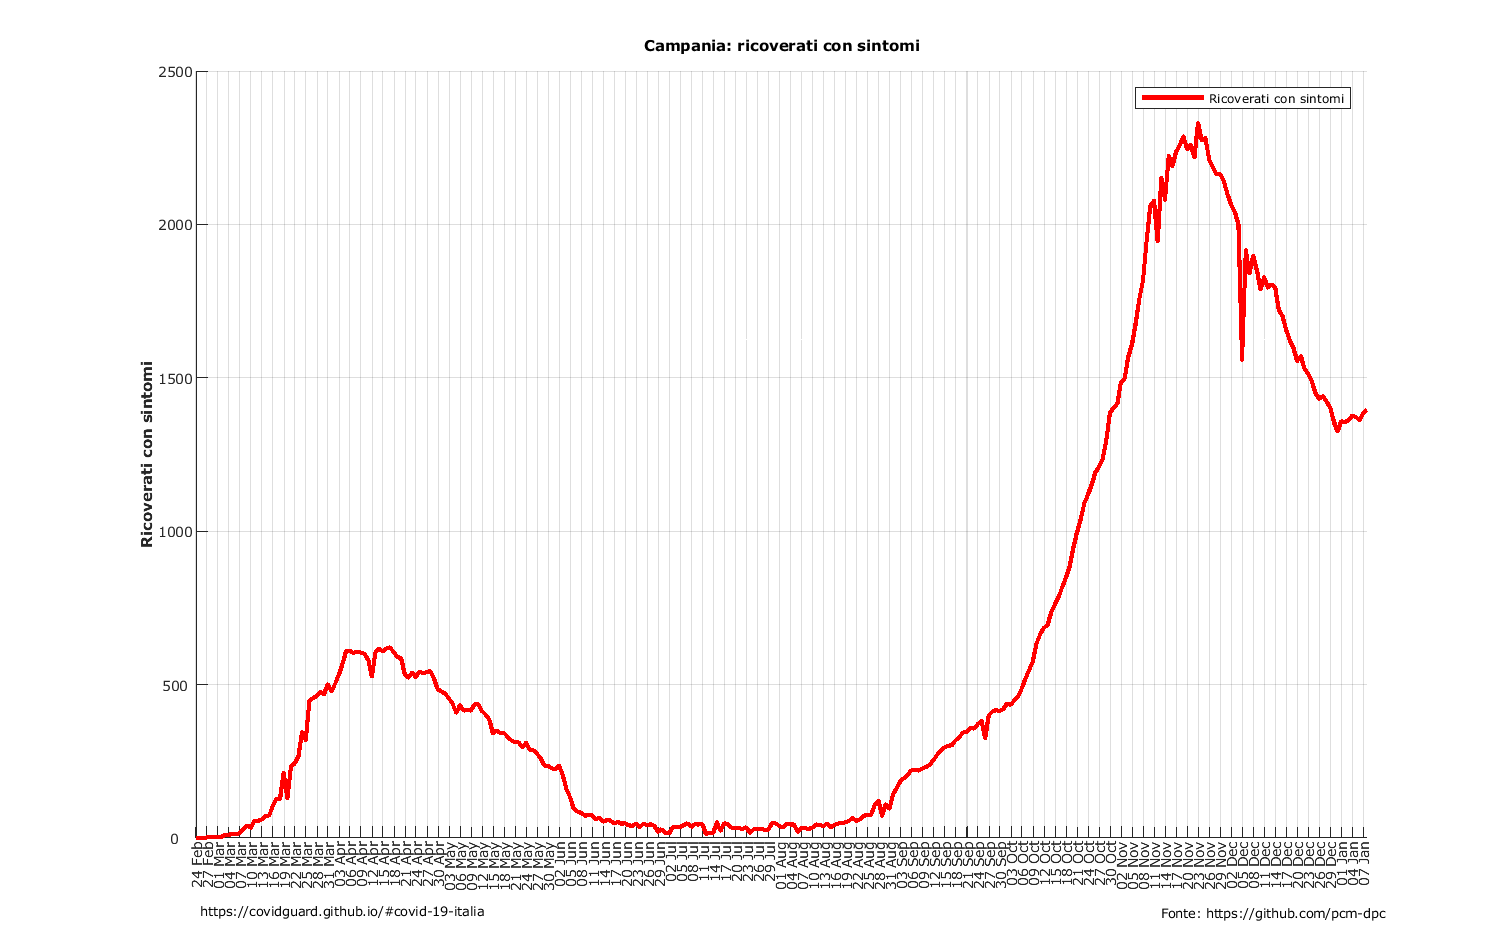 Campania: ricoverati con sintomi
Ricoverati con sintomi
Ricoverati con sintomi
2500
2000
1500
1000
500
0
24 Feb
27 Feb
01 Mar
04 Mar
07 Mar
10 Mar
13 Mar
16 Mar
19 Mar
22 Mar
25 Mar
28 Mar
31 Mar
03 Apr
06 Apr
09 Apr
12 Apr
15 Apr
18 Apr
21 Apr
24 Apr
27 Apr
30 Apr
03 May
06 May
09 May
12 May
15 May
18 May
21 May
24 May
27 May
30 May
02 Jun
05 Jun
08 Jun
11 Jun
14 Jun
17 Jun
20 Jun
23 Jun
26 Jun
29 Jun
02 Jul
05 Jul
08 Jul
11 Jul
14 Jul
17 Jul
20 Jul
23 Jul
26 Jul
29 Jul
01 Aug
04 Aug
07 Aug
10 Aug
13 Aug
16 Aug
19 Aug
22 Aug
25 Aug
28 Aug
31 Aug
03 Sep
06 Sep
09 Sep
12 Sep
15 Sep
18 Sep
21 Sep
24 Sep
27 Sep
30 Sep
03 Oct
06 Oct
09 Oct
12 Oct
15 Oct
18 Oct
21 Oct
24 Oct
27 Oct
30 Oct
02 Nov
05 Nov
08 Nov
11 Nov
14 Nov
17 Nov
20 Nov
23 Nov
26 Nov
29 Nov
02 Dec
05 Dec
08 Dec
11 Dec
14 Dec
17 Dec
20 Dec
23 Dec
26 Dec
29 Dec
01 Jan
04 Jan
07 Jan
https://covidguard.github.io/#covid-19-italia
Fonte: https://github.com/pcm-dpc